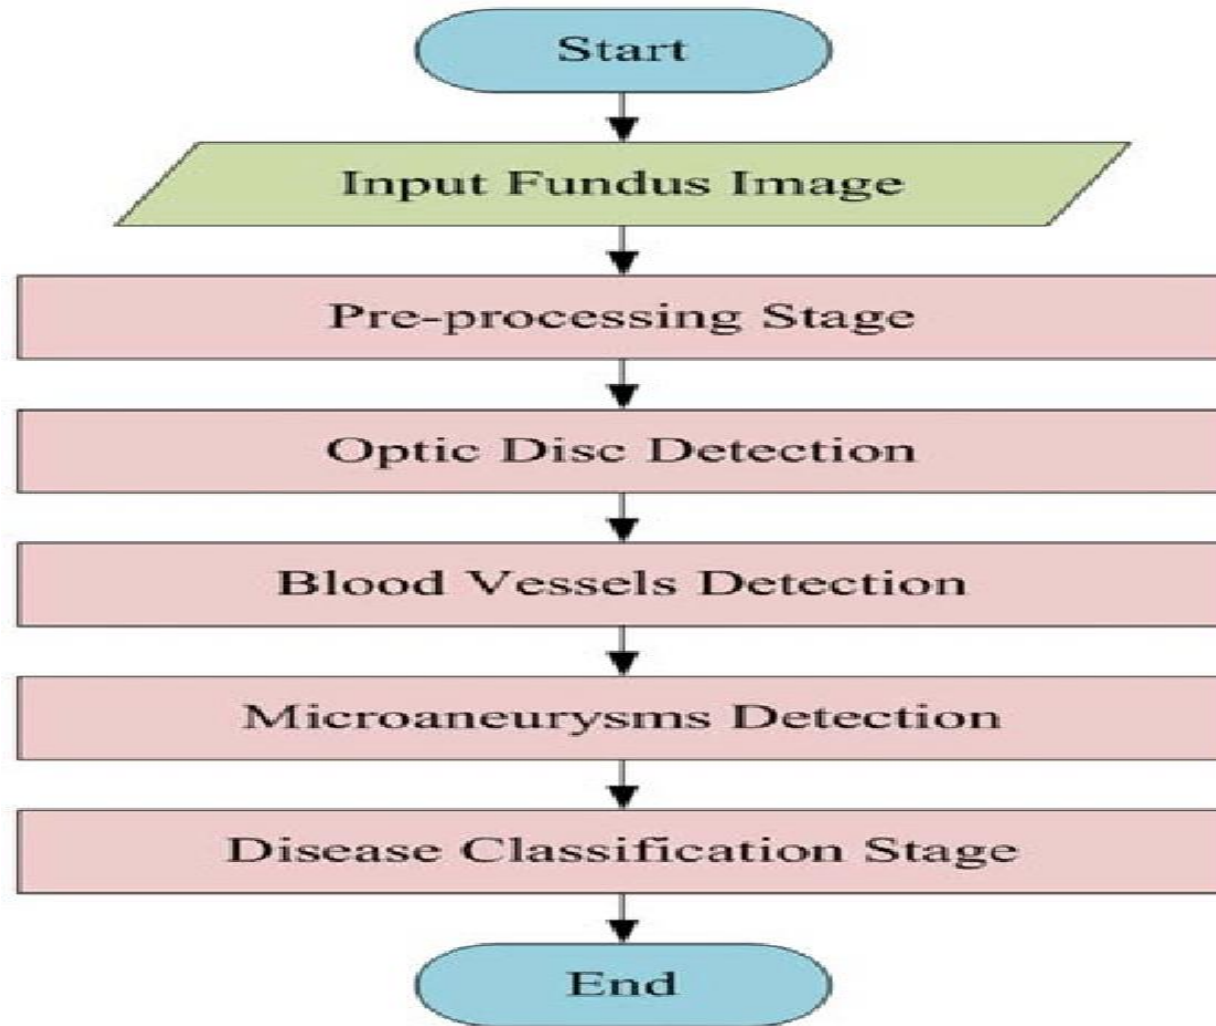 Start
Input Fundus Image
Pre-processing Stage
Optic Disc Detection
Blood Vessels Detection
Microaneurysms Detection
Disease Classification Stage
End